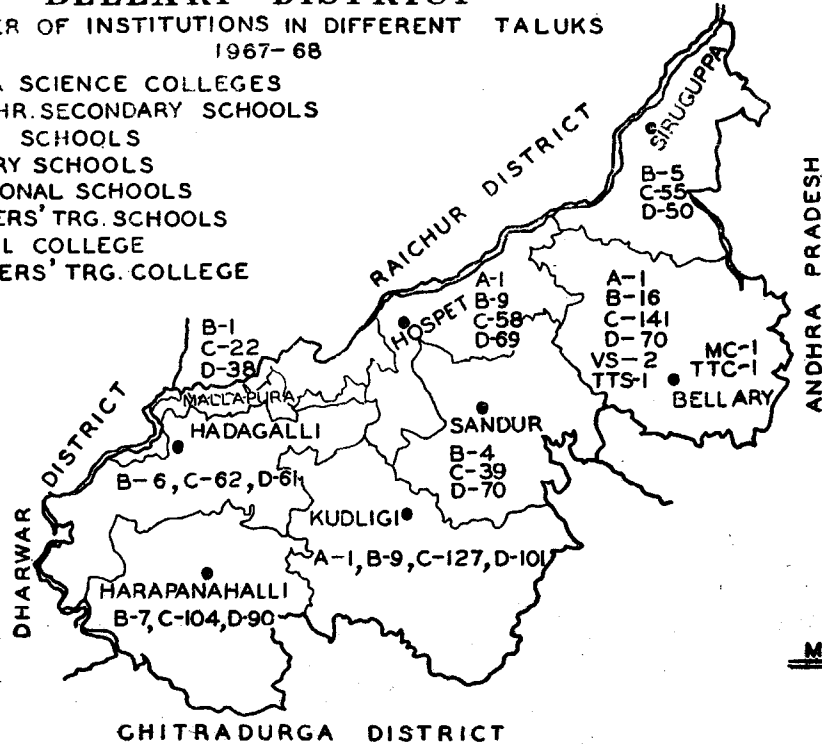 BELLARY DISTRICT
ER OF INSTITUTIONS IN DIFFERENT TALUKS
1967-68
SCIENCE COLLEGES
HR. SECONDARY SCHOOLS
SCHOOLS
RY SCHOOLS
ONAL SCHOOLS
ERS' TRG. SCHOOLS
L COLLEGE
ERS' TRG. COLLEGE
RAICHUR DISTRICT
SIRUGUPPA
B-5
C-55
D-50
ANDHRA PRADESH
HOSPET
A-1
B-9
C-58
D-69
A-1
B-16
C-141
D-70
VS-2
TTS-1
MC-1
TTC-1
BELLARY
B-1
C-22
D-38
MALLAPURA
DHARWAR DISTRICT
HADAGALLI
B-6, C-62, D-61
SANDUR
B-4
C-39
D-70
KUDLIGI
A-1, B-9, C-127, D-101
HARAPANAHALLI
B-7, C-104, D-90
M
CHITRADURGA DISTRICT